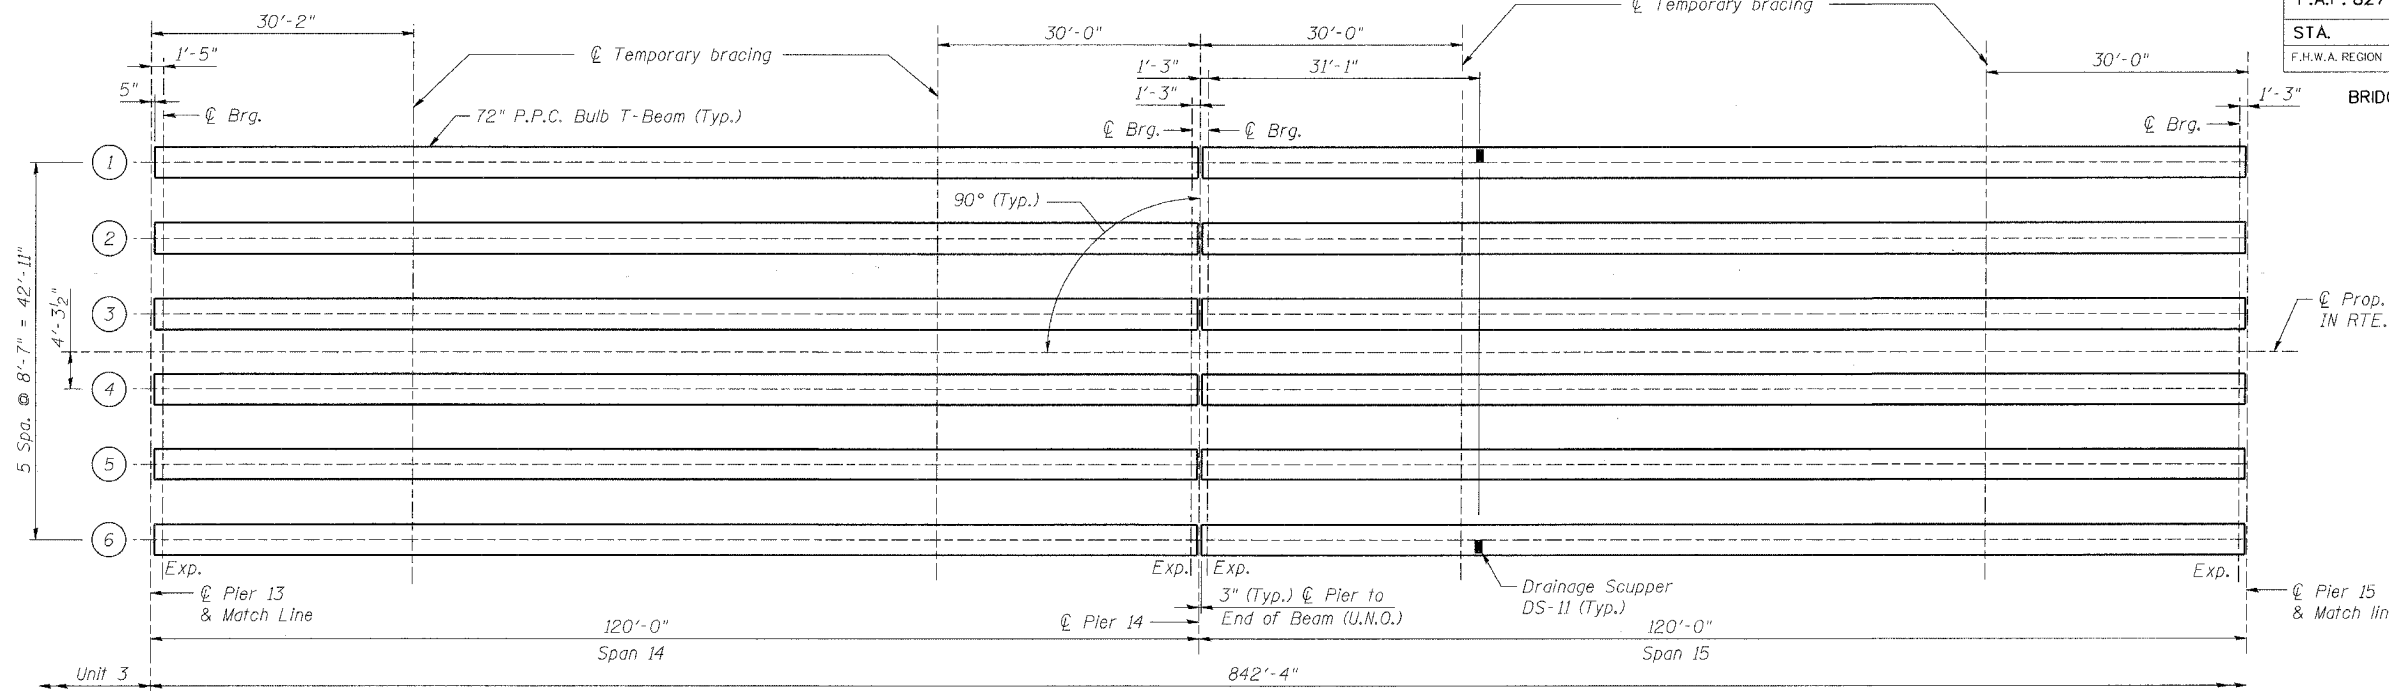 30'-2"
30'-0"
30'-0"
℄ Temporary bracing
F.A.P. 827
STA.
F.H.W.A. REGION
BRIDG
1'-5"
℄ Temporary bracing
1'-3"
31'-1"
30'-0"
5"
℄ Brg.
72" P.P.C. Bulb T-Beam (Typ.)
1'-3"
℄ Brg.
℄ Brg.
1'-3"
℄ Brg.
1
90° (Typ.)
2
3
℄ Prop.
IN RTE.
4'-3½"
5 Spa. @ 8'-7" = 42'-11"
4
5
6
Exp.
Exp.
Exp.
Exp.
℄ Pier 13
& Match Line
3" (Typ.) ℄ Pier to
End of Beam (U.N.O.)
Drainage Scupper
DS-11 (Typ.)
℄ Pier 15
& Match lin
℄ Pier 14
120'-0"
120'-0"
Span 14
Span 15
Unit 3
842'-4"